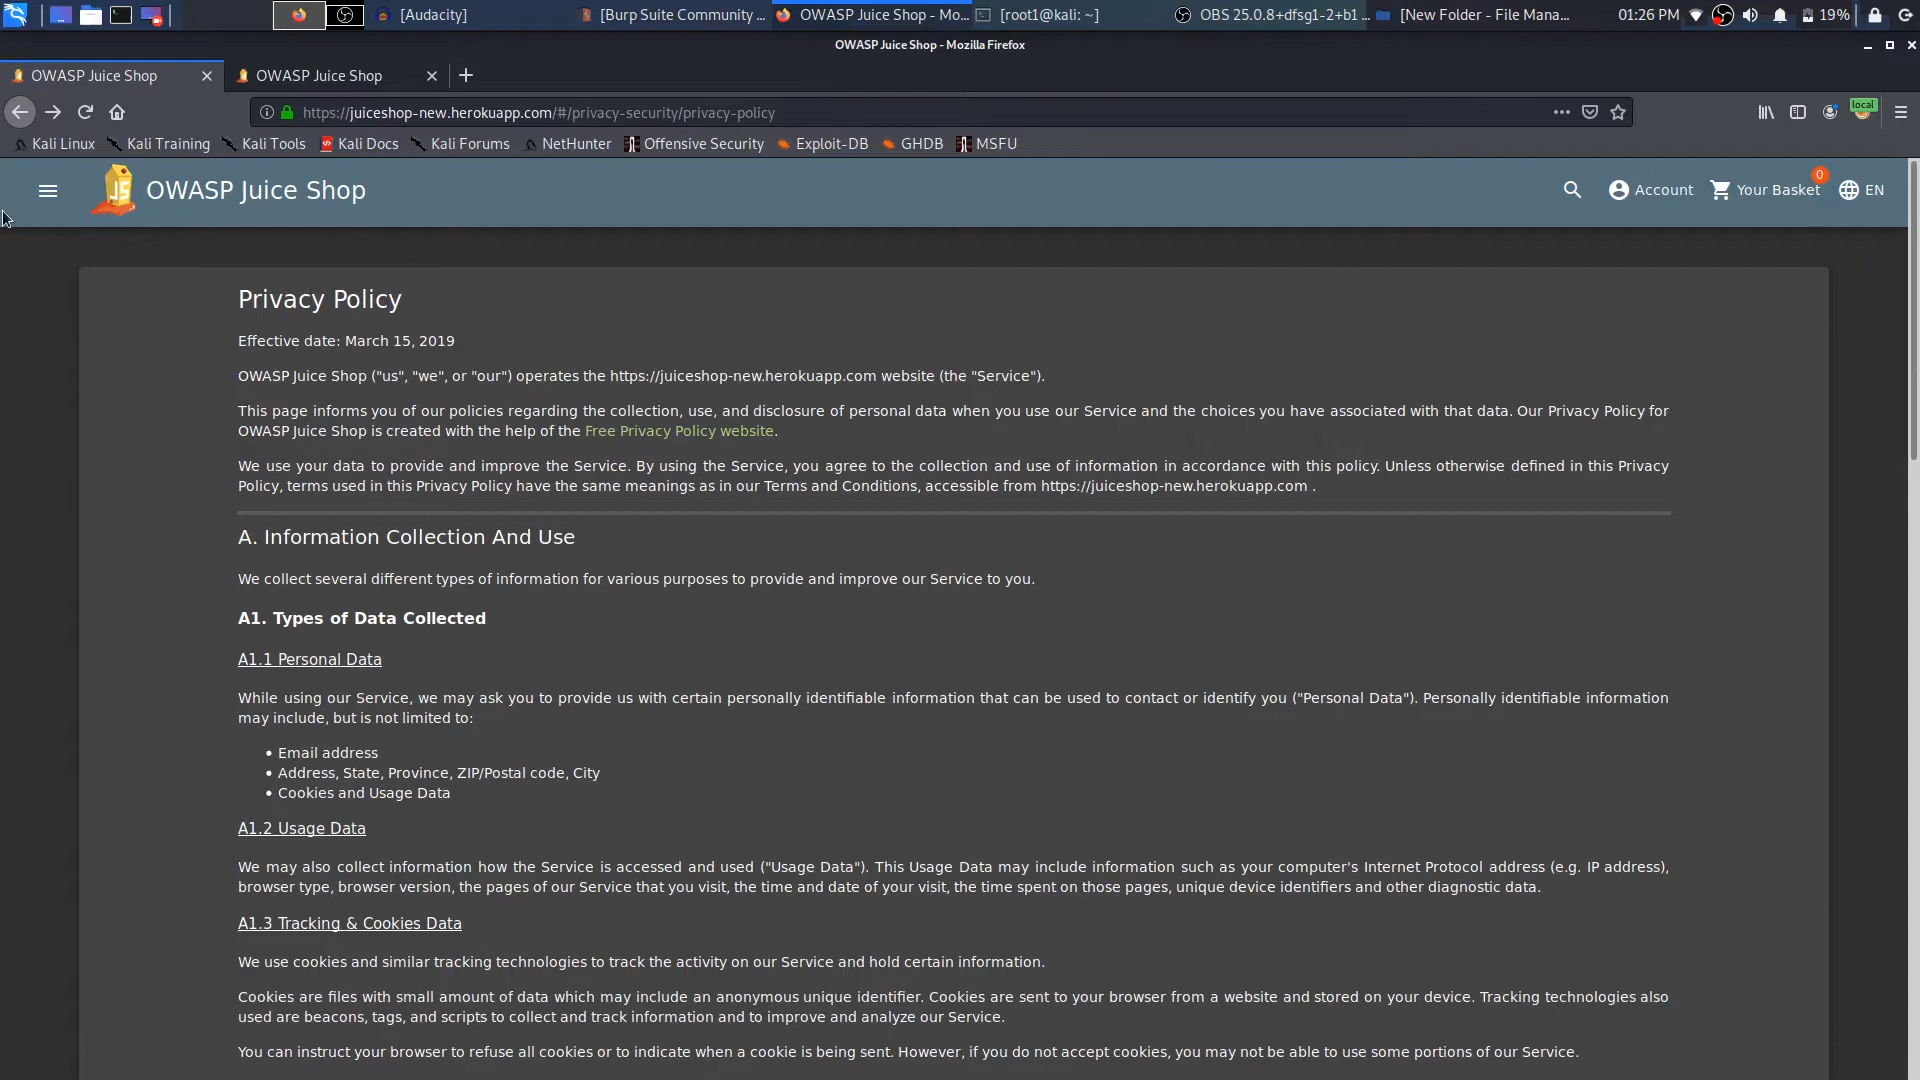 [Audacity]
[Burp Suite Community ...
OWASP Juice Shop - Mo...
[root1@kali: ~]
OBS 25.0.8+dfsg1-2+b1 ...
[New Folder - File Mana...
01:26 PM
19%
OWASP Juice Shop - Mozilla Firefox
OWASP Juice Shop
OWASP Juice Shop
https://juiceshop-new.herokuapp.com/#/privacy-security/privacy-policy
local
Kali Linux
Kali Training
Kali Tools
Kali Docs
Kali Forums
NetHunter
Offensive Security
Exploit-DB
GHDB
MSFU
JS
OWASP Juice Shop
Account
Your Basket
0
EN
Privacy Policy
Effective date: March 15, 2019
OWASP Juice Shop ("us", "we", or "our") operates the https://juiceshop-new.herokuapp.com website (the "Service").
This page informs you of our policies regarding the collection, use, and disclosure of personal data when you use our Service and the choices you have associated with that data. Our Privacy Policy for
OWASP Juice Shop is created with the help of the Free Privacy Policy website.
We use your data to provide and improve the Service. By using the Service, you agree to the collection and use of information in accordance with this policy. Unless otherwise defined in this Privacy
Policy, terms used in this Privacy Policy have the same meanings as in our Terms and Conditions, accessible from https://juiceshop-new.herokuapp.com .
A. Information Collection And Use
We collect several different types of information for various purposes to provide and improve our Service to you.
A1. Types of Data Collected
A1.1 Personal Data
While using our Service, we may ask you to provide us with certain personally identifiable information that can be used to contact or identify you ("Personal Data"). Personally identifiable information
may include, but is not limited to:
• Email address
• Address, State, Province, ZIP/Postal code, City
• Cookies and Usage Data
A1.2 Usage Data
We may also collect information how the Service is accessed and used ("Usage Data"). This Usage Data may include information such as your computer's Internet Protocol address (e.g. IP address),
browser type, browser version, the pages of our Service that you visit, the time and date of your visit, the time spent on those pages, unique device identifiers and other diagnostic data.
A1.3 Tracking & Cookies Data
We use cookies and similar tracking technologies to track the activity on our Service and hold certain information.
Cookies are files with small amount of data which may include an anonymous unique identifier. Cookies are sent to your browser from a website and stored on your device. Tracking technologies also
used are beacons, tags, and scripts to collect and track information and to improve and analyze our Service.
You can instruct your browser to refuse all cookies or to indicate when a cookie is being sent. However, if you do not accept cookies, you may not be able to use some portions of our Service.